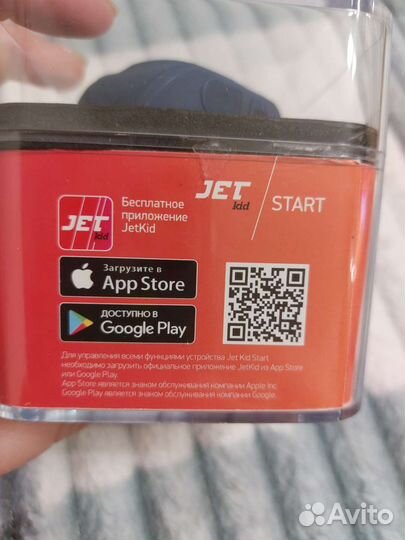 JET
kid
Бесплатное
приложение
JetKid
JET
kid
START
Загрузите в
App Store
ДОСТУПНО В
Google Play
Для управления всеми функциями устройства Jet Kid Start
необходимо загрузить официальное приложение JetKid из App Store
или Google Play.
App Store является знаком обслуживания компании Apple Inc
Google Play является знаком обслуживания компании Google.
Avito